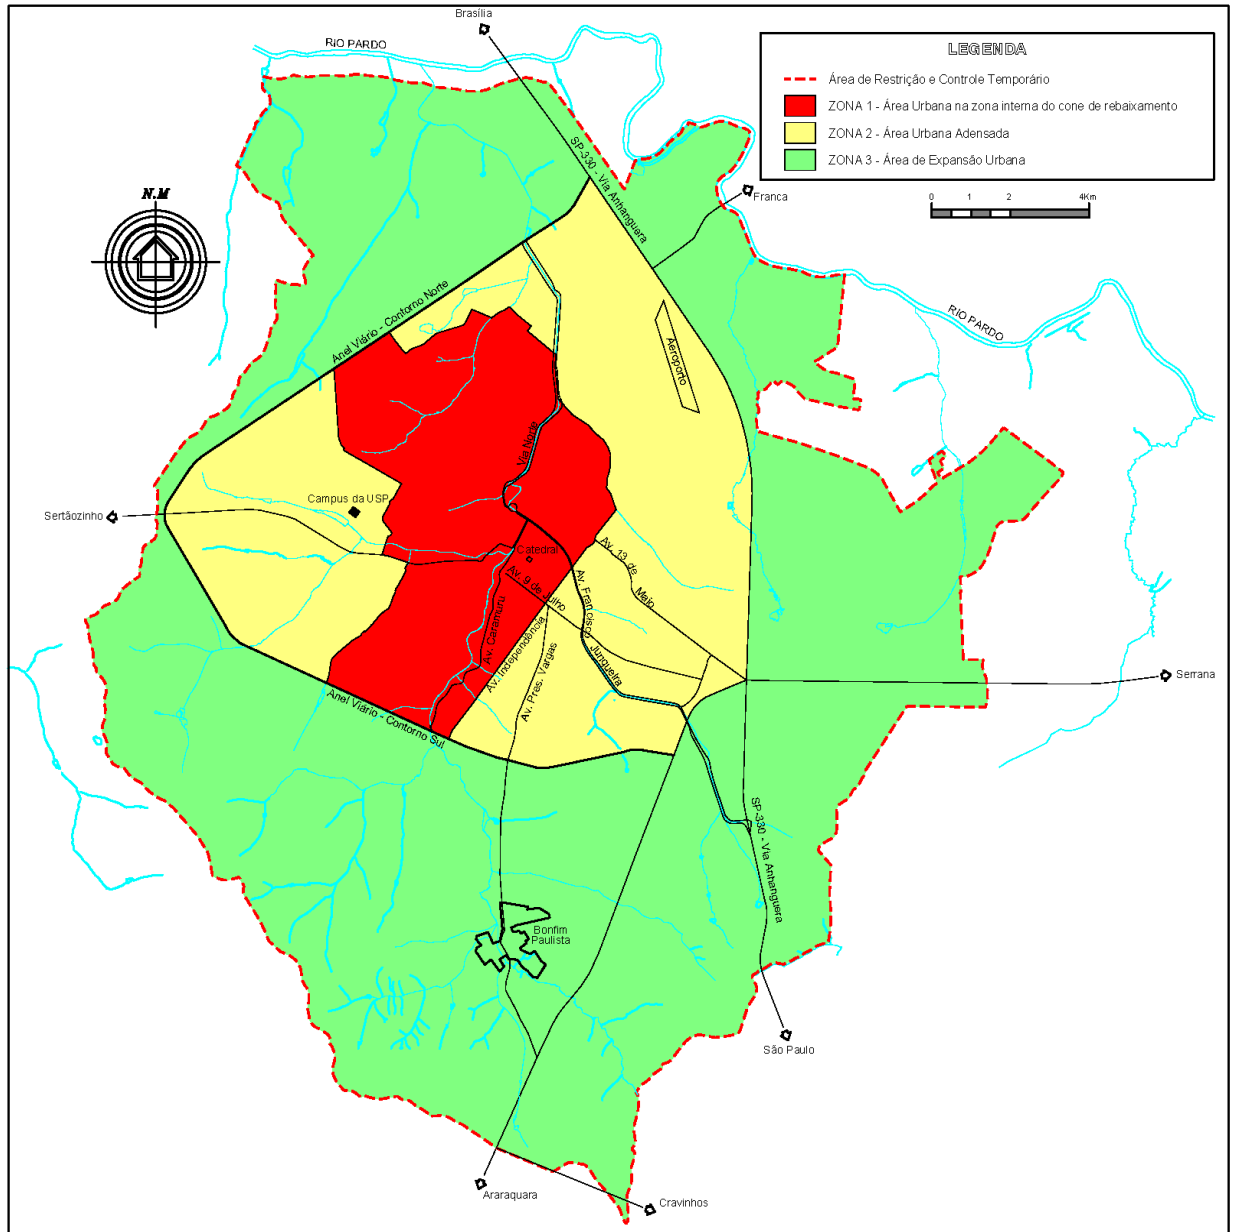 Brasília
RIO PARDO
LEGENDA
Área de Restrição e Controle Temporário
ZONA 1 - Área Urbana na zona interna do cone de rebaixamento
ZONA 2 - Área Urbana Adensada
ZONA 3 - Área de Expansão Urbana
SP-330 - Via Anhanguera
Franca
0 1 2 4Km
N.M
RIO PARDO
Anel Viário - Contorno Norte
Aeroporto
Via Norte
Campus da USP
Sertãozinho
Catedral
Av. 13 de
Maio
Av. 9 de Julho
Av. Francisco
Junqueira
Av. Caramuru
Av. Independência
Av. Pres. Vargas
Serrana
Anel Viário - Contorno Sul
SP-330 - Via Anhanguera
Bonfim
Paulista
São Paulo
Araraquara
Cravinhos